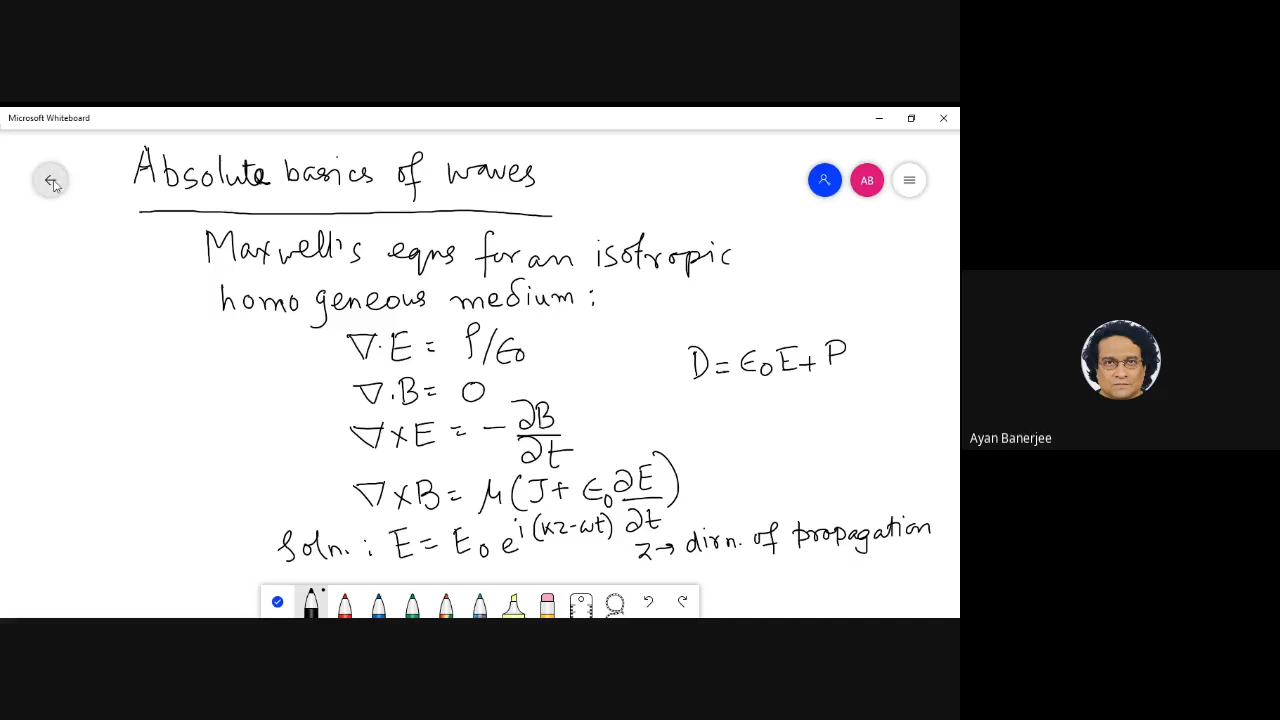 Microsoft Whiteboard
Absolute basics of waves
AB
Maxwell's eqns for an isotropic
homogeneous medium :
∇·E = ρ/ϵ₀
D = ϵ₀E + P
∇·B = 0
∇×E = - ∂B/∂t
∇×B = μ(J + ϵ₀ ∂E/∂t)
Soln. : E = E₀ e^i(kz-ωt)
z → dirn. of propagation
Ayan Banerjee